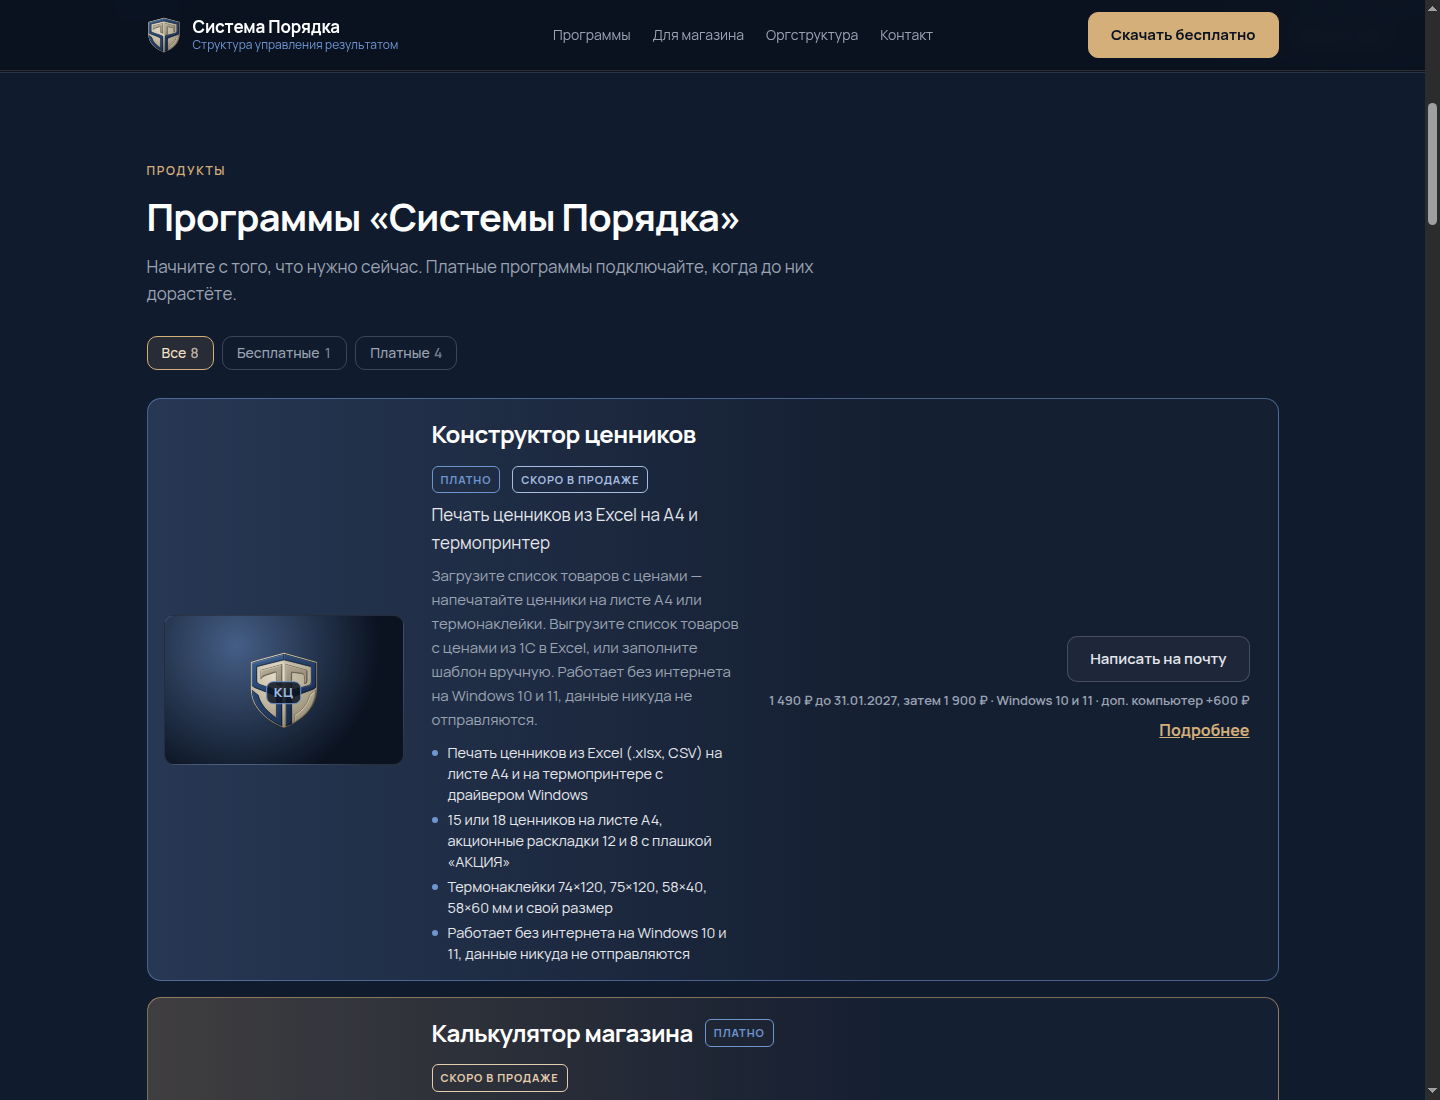 Система Порядка
Структура управления результатом
Программы
Для магазина
Оргструктура
Контакт
Скачать бесплатно
ПРОДУКТЫ
Программы «Системы Порядка»
Начните с того, что нужно сейчас. Платные программы подключайте, когда до них
дорастёте.
Все 8
Бесплатные 1
Платные 4
Конструктор ценников
ПЛАТНО
СКОРО В ПРОДАЖЕ
Печать ценников из Excel на А4 и
термопринтер
Загрузите список товаров с ценами —
напечатайте ценники на листе А4 или
термонаклейки. Выгрузите список товаров
с ценами из 1С в Excel, или заполните
шаблон вручную. Работает без интернета
на Windows 10 и 11, данные никуда не
отправляются.
Печать ценников из Excel (.xlsx, CSV) на
листе А4 и на термопринтере с
драйвером Windows
15 или 18 ценников на листе А4,
акционные раскладки 12 и 8 с плашкой
«АКЦИЯ»
Термонаклейки 74×120, 75×120, 58×40,
58×60 мм и свой размер
Работает без интернета на Windows 10 и
11, данные никуда не отправляются
КЦ
Написать на почту
1 490 ₽ до 31.01.2027, затем 1 900 ₽ · Windows 10 и 11 · доп. компьютер +600 ₽
Подробнее
Калькулятор магазина
ПЛАТНО
СКОРО В ПРОДАЖЕ